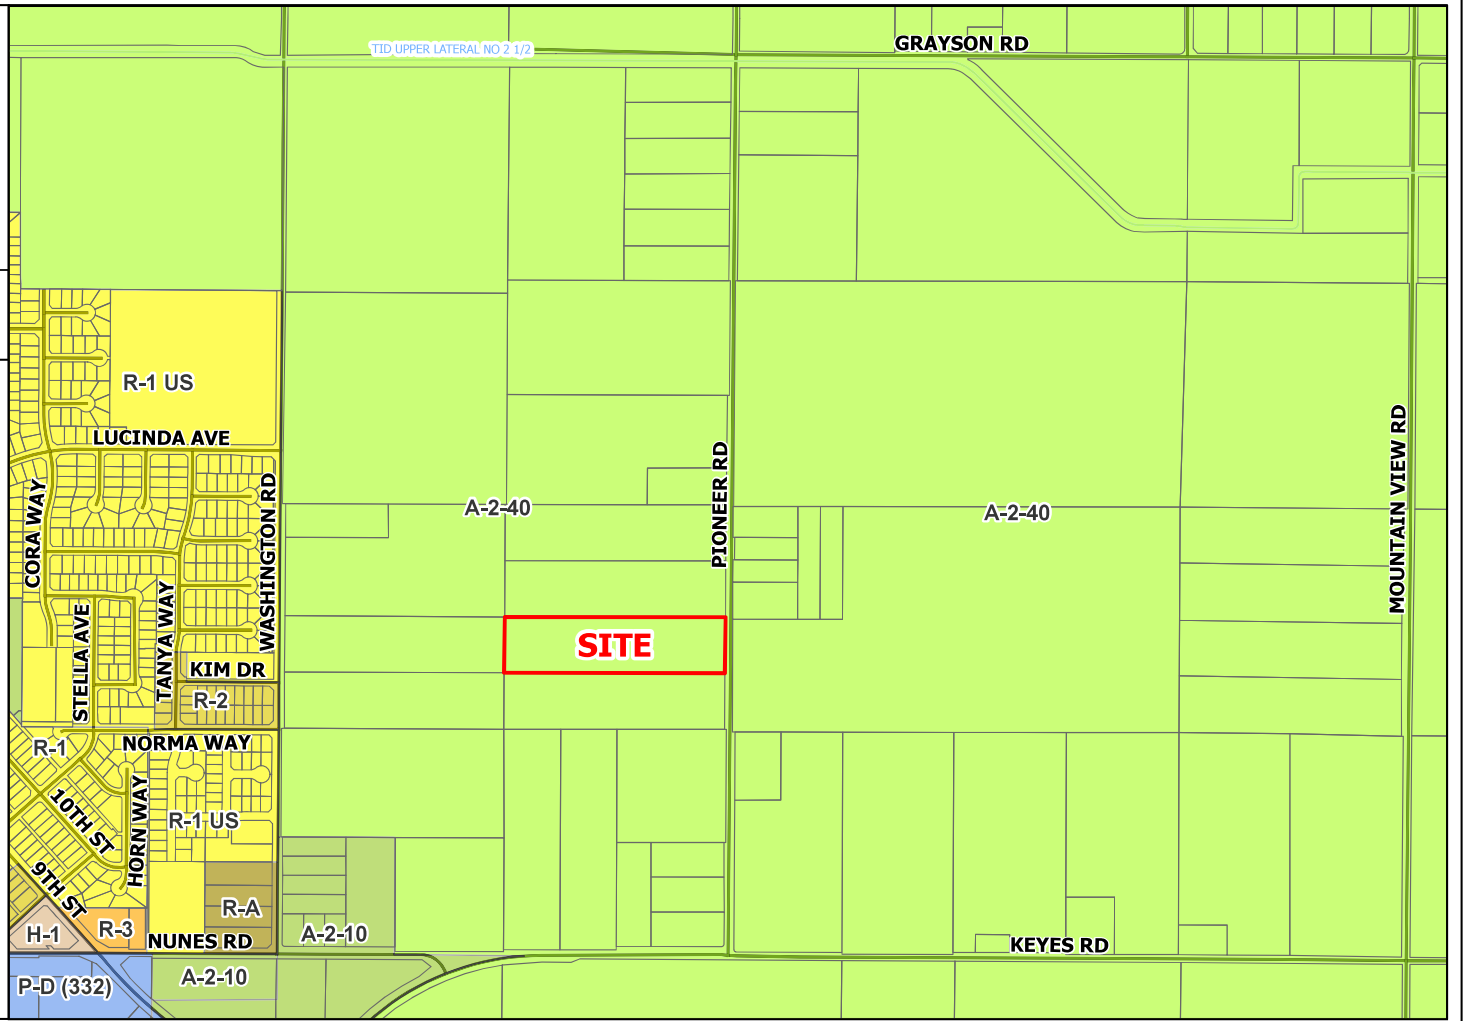 GRAYSON RD
TID UPPER LATERAL NO 2 1/2
R-1 US
LUCINDA AVE
CORA WAY
WASHINGTON RD
PIONEER RD
MOUNTAIN VIEW RD
A-2-40
A-2-40
STELLA AVE
TANYA WAY
SITE
KIM DR
R-2
R-1
NORMA WAY
10TH ST
HORN WAY
R-1 US
9TH ST
R-A
H-1
R-3
NUNES RD
A-2-10
KEYES RD
P-D (332)
A-2-10